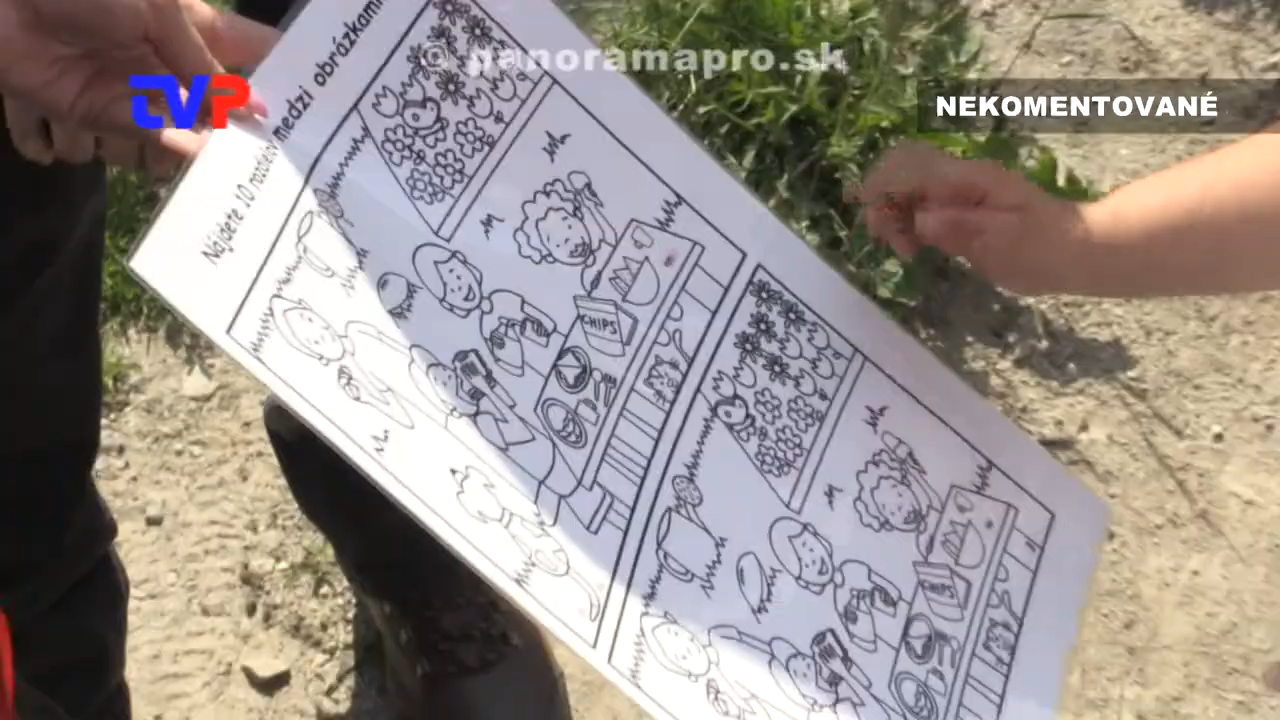 © panoramapro.sk
TVP
NEKOMENTOVANÉ
Nájdete 10 rozdielov medzi obrázkami
CHIPS
CHIPS